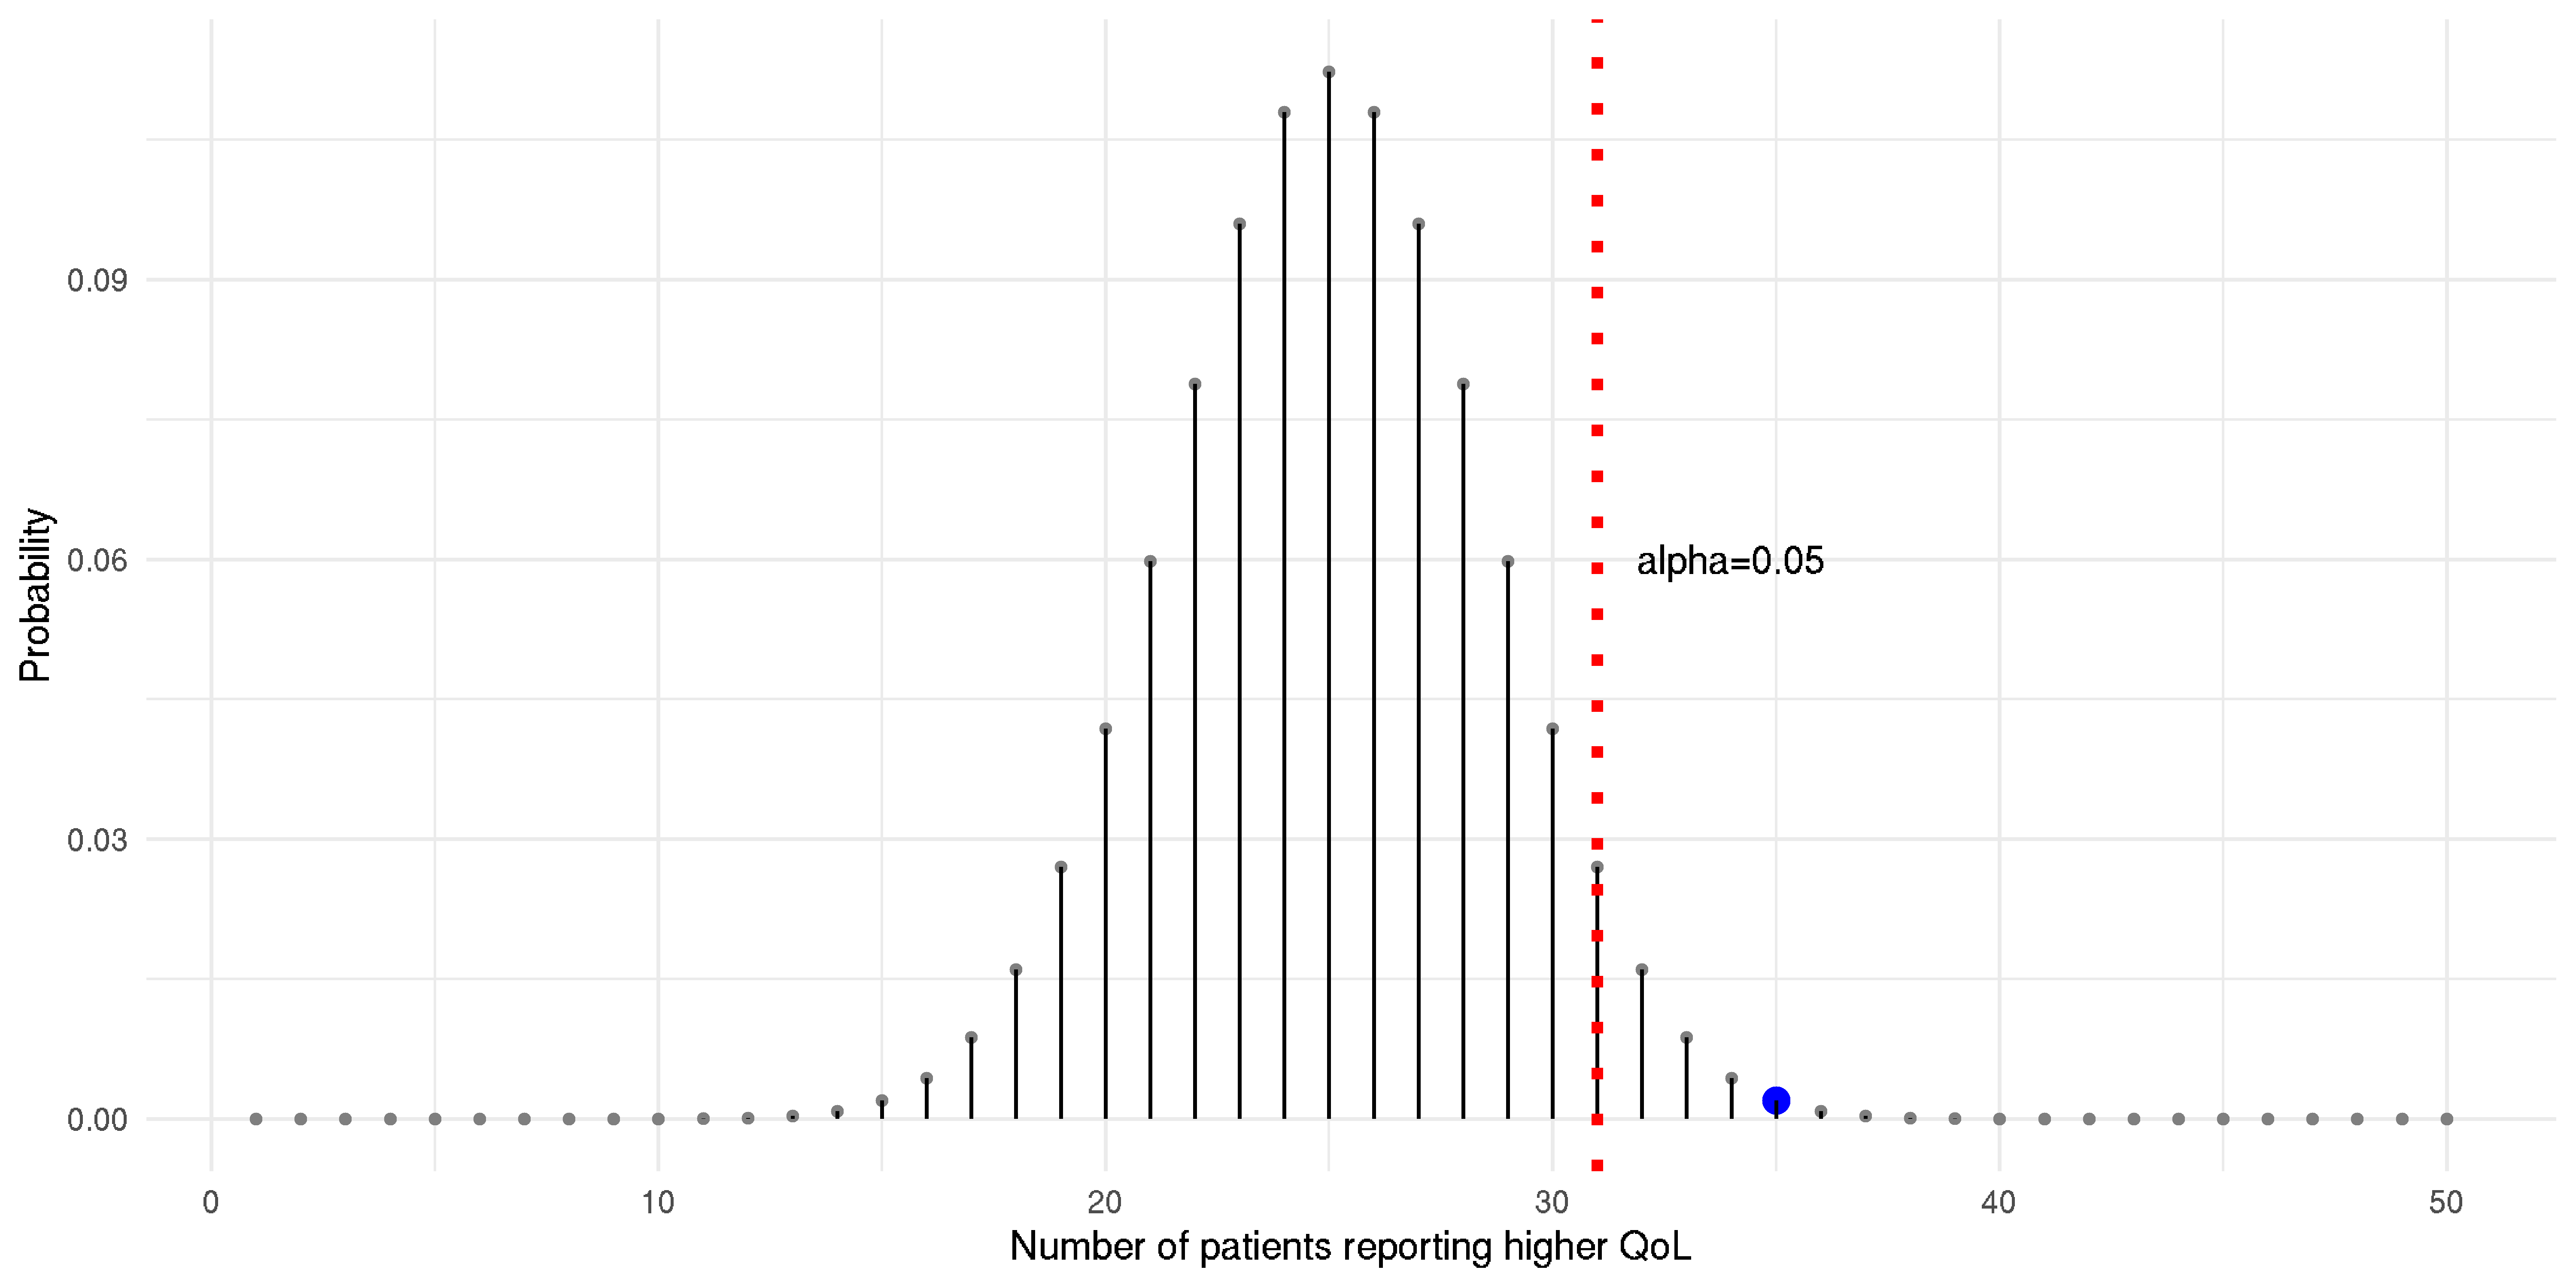 Probability
0.09
0.06
0.03
0.00
alpha=0.05
0 10 20 30 40 50
Number of patients reporting higher QoL